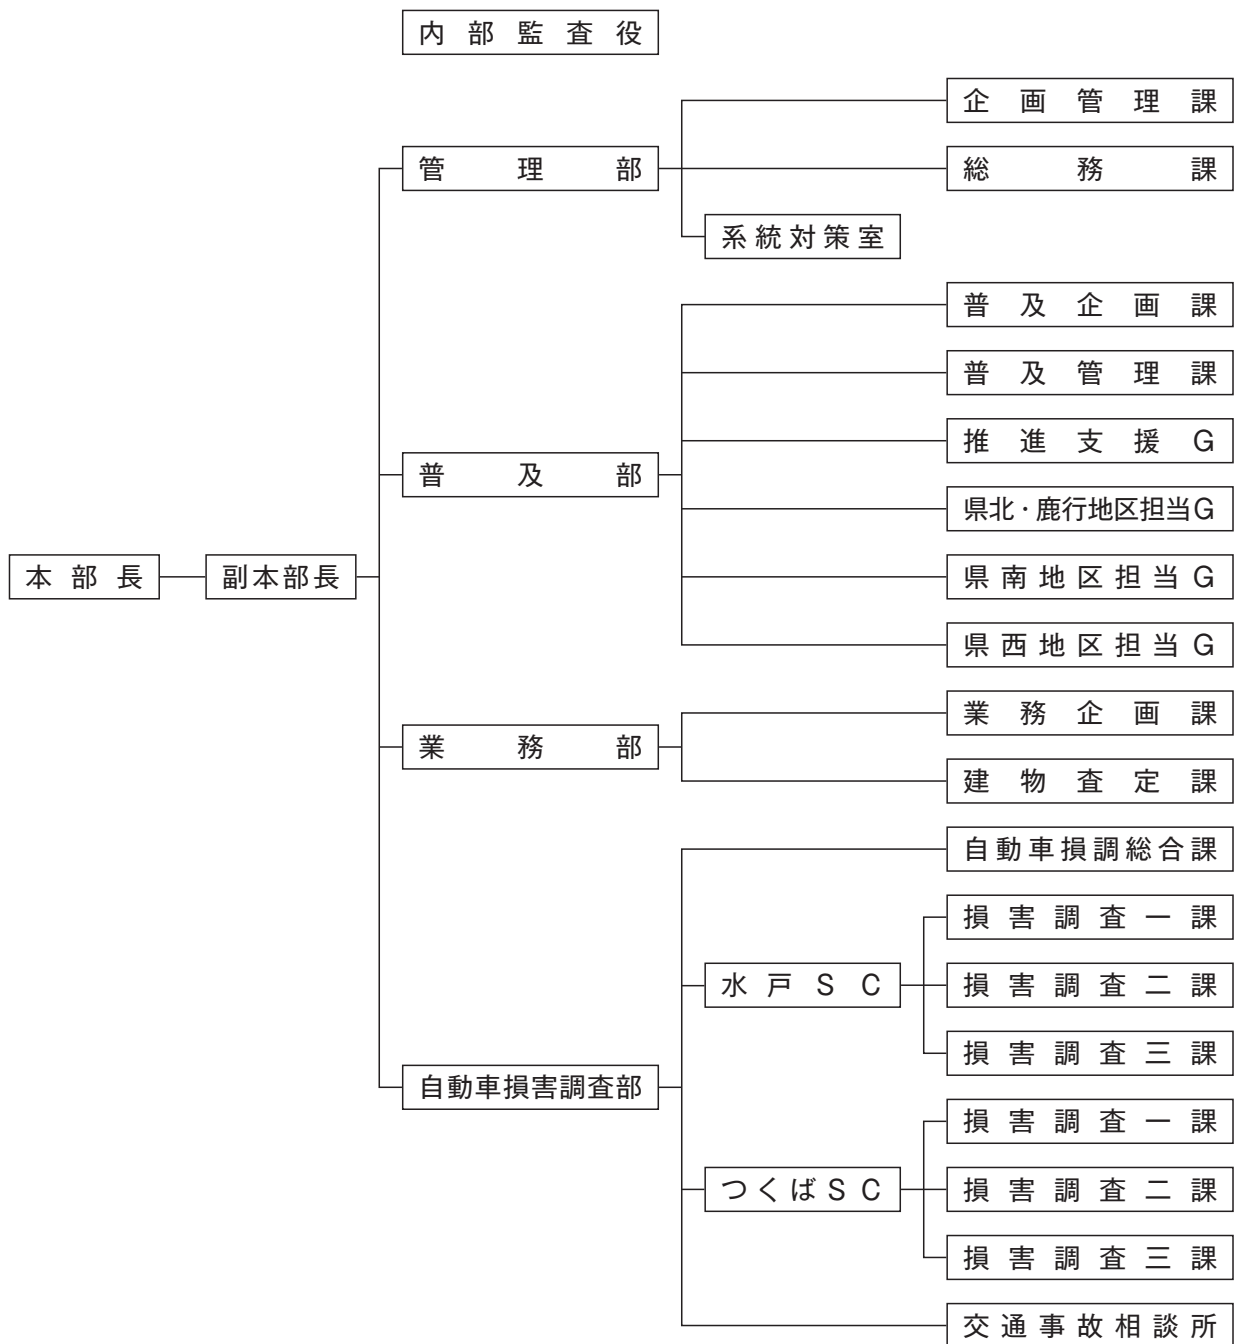 内部監査役
企画管理課
管理部
総務課
系統対策室
普及企画課
普及管理課
推進支援G
普及部
県北・鹿行地区担当G
本部長
副本部長
県南地区担当G
県西地区担当G
業務企画課
業務部
建物査定課
自動車損調総合課
損害調査一課
水戸SC
損害調査二課
損害調査三課
自動車損害調査部
損害調査一課
つくばSC
損害調査二課
損害調査三課
交通事故相談所